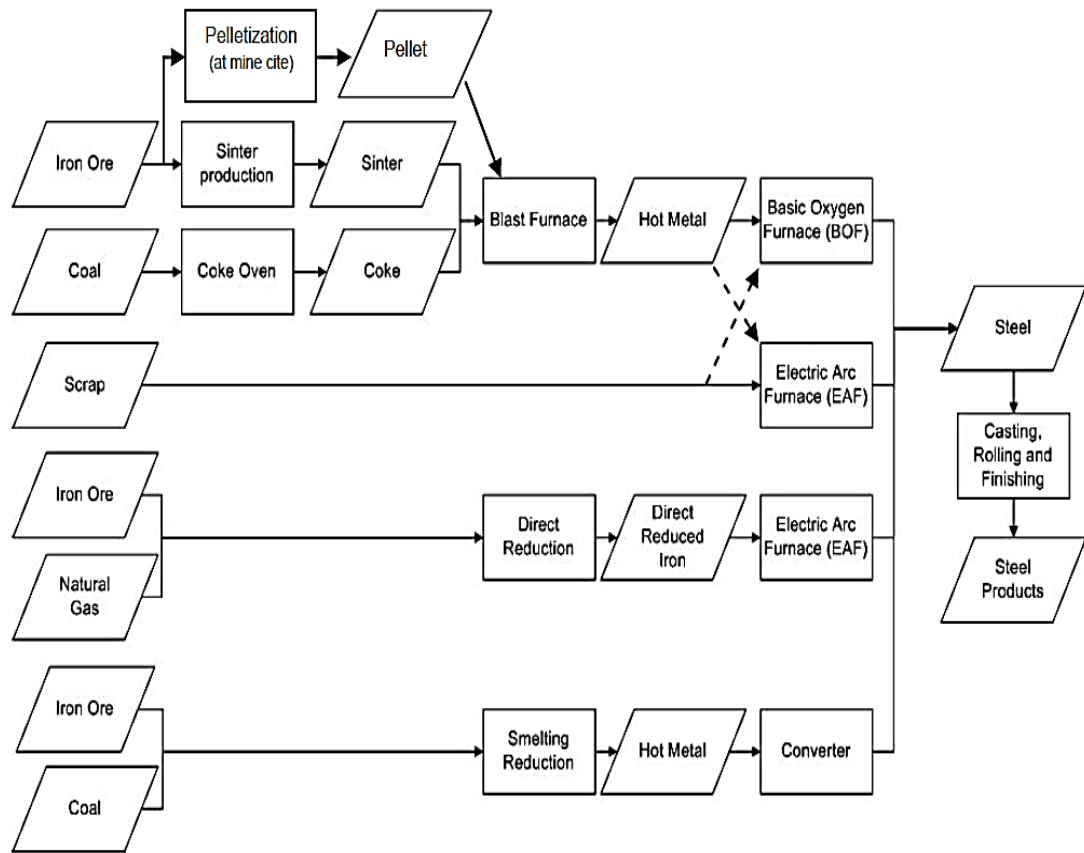 Pelletization
(at mine cite)
Pellet
Iron Ore
Sinter
production
Sinter
Blast Furnace
Hot Metal
Basic Oxygen
Furnace (BOF)
Coal
Coke Oven
Coke
Steel
Scrap
Electric Arc
Furnace (EAF)
Casting,
Rolling and
Finishing
Iron Ore
Natural
Gas
Direct
Reduction
Direct
Reduced
Iron
Electric Arc
Furnace (EAF)
Steel
Products
Iron Ore
Coal
Smelting
Reduction
Hot Metal
Converter